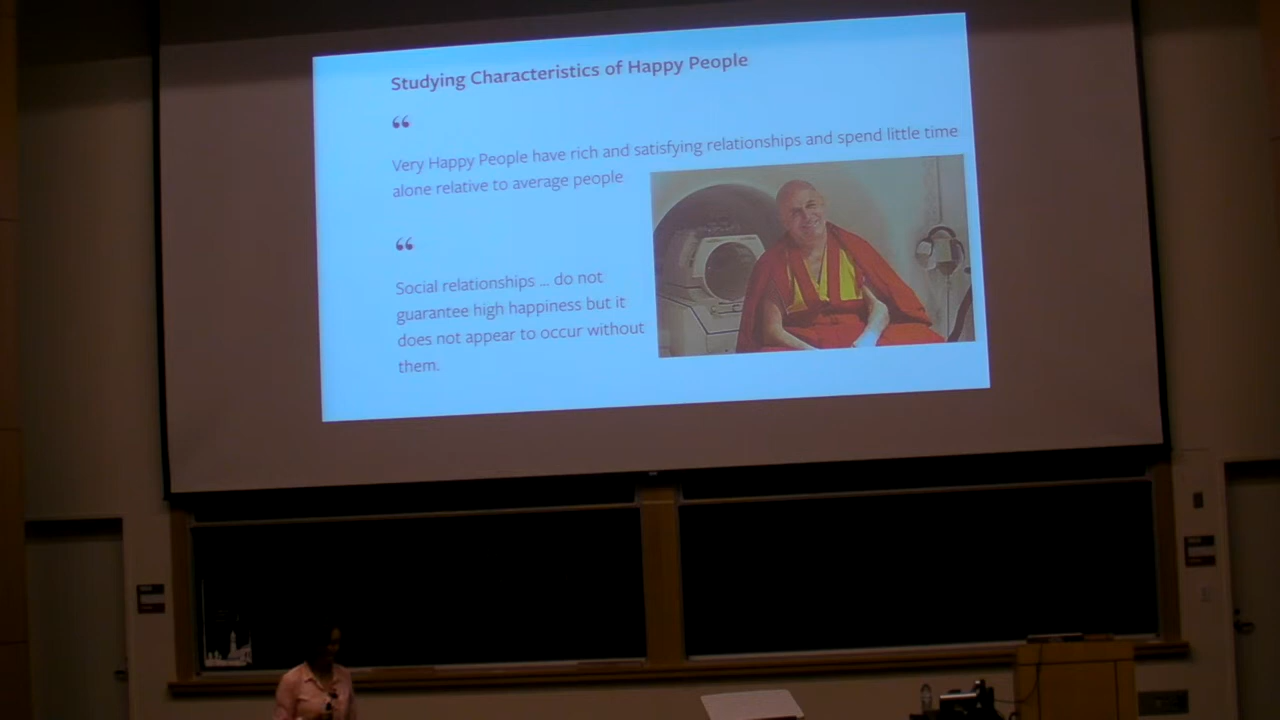 Studying Characteristics of Happy People
“
Very Happy People have rich and satisfying relationships and spend little time
alone relative to average people
“
Social relationships ... do not
guarantee high happiness but it
does not appear to occur without
them.